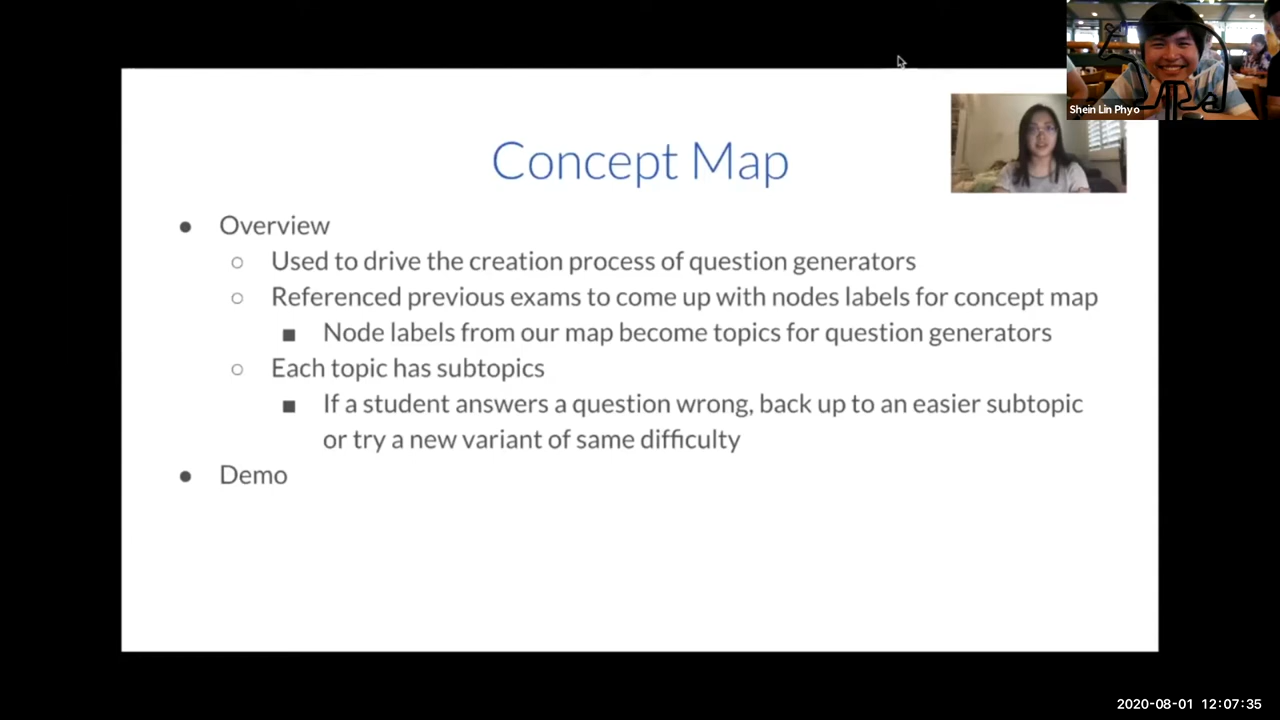 Shein Lin Phyo
Concept Map
● Overview
○ Used to drive the creation process of question generators
○ Referenced previous exams to come up with nodes labels for concept map
■ Node labels from our map become topics for question generators
○ Each topic has subtopics
■ If a student answers a question wrong, back up to an easier subtopic
or try a new variant of same difficulty
● Demo
2020-08-01 12:07:35